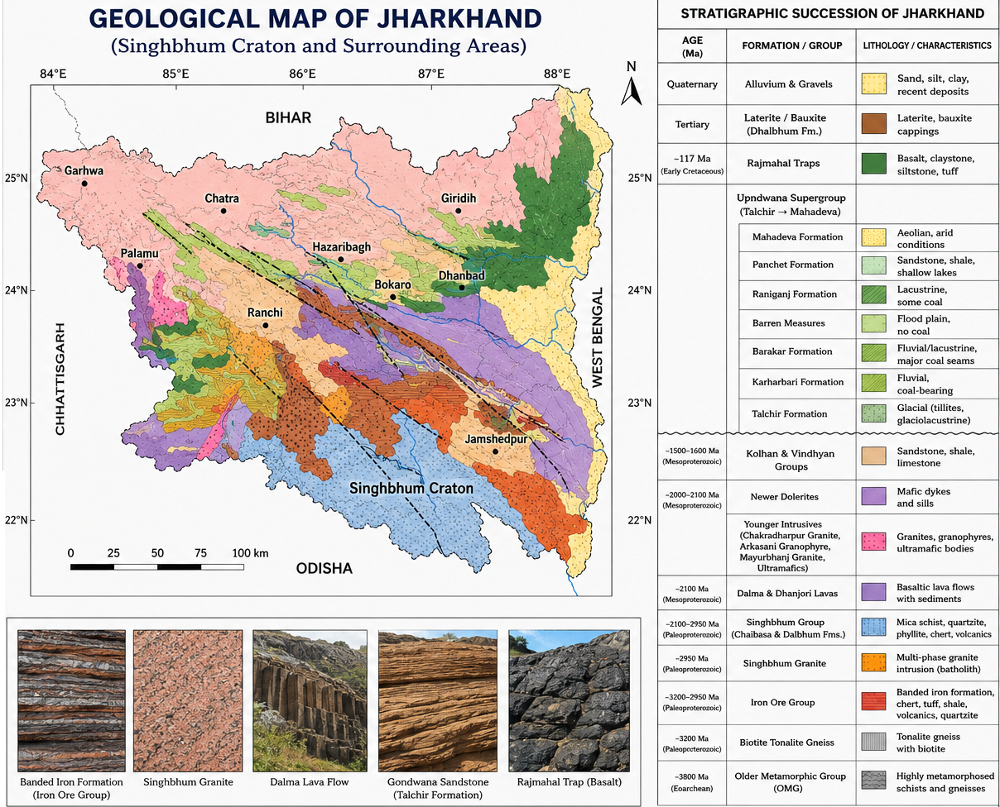 GEOLOGICAL MAP OF JHARKHAND
(Singhbhum Craton and Surrounding Areas)
84°E
85°E
86°E
87°E
88°E
N
BIHAR
25°N
25°N
Garhwa
Chatra
Giridih
Palamu
Hazaribagh
Dhanbad
Bokaro
24°N
24°N
Ranchi
CHHATTISGARH
WEST BENGAL
23°N
23°N
Jamshedpur
Singhbhum Craton
22°N
22°N
0 25 50 75 100 km
ODISHA
Banded Iron Formation
(Iron Ore Group)
Singhbhum Granite
Dalma Lava Flow
Gondwana Sandstone
(Talchir Formation)
Rajmahal Trap (Basalt)
STRATIGRAPHIC SUCCESSION OF JHARKHAND
AGE
(Ma)
FORMATION / GROUP
LITHOLOGY / CHARACTERISTICS
Quaternary
Alluvium & Gravels
Sand, silt, clay,
recent deposits
Tertiary
Laterite / Bauxite
(Dhalbhum Fm.)
Laterite, bauxite
cappings
~117 Ma
(Early Cretaceous)
Rajmahal Traps
Basalt, claystone,
siltstone, tuff
Upndwana Supergroup
(Talchir → Mahadeva)
Mahadeva Formation
Aeolian, arid
conditions
Panchet Formation
Sandstone, shale,
shallow lakes
Raniganj Formation
Lacustrine,
some coal
Barren Measures
Flood plain,
no coal
Barakar Formation
Fluvial/lacustrine,
major coal seams
Karharbari Formation
Fluvial,
coal-bearing
Talchir Formation
Glacial (tillites,
glaciolacustrine)
~1500–1600 Ma
(Mesoproterozoic)
Kolhan & Vindhyan
Groups
Sandstone, shale,
limestone
~2000–2100 Ma
(Mesoproterozoic)
Newer Dolerites
Mafic dykes
and sills
Younger Intrusives
(Chakradharpur Granite,
Arkasani Granophyre,
Mayurbhanj Granite,
Ultramafics)
Granites, granophyres,
ultramafic bodies
~2100 Ma
(Mesoproterozoic)
Dalma & Dhanjori Lavas
Basaltic lava flows
with sediments
~2100–2950 Ma
(Paleoproterozoic)
Singhbhum Group
(Chaibasa & Dalbhum Fms.)
Mica schist, quartzite,
phyllite, chert, volcanics
~2950 Ma
(Paleoproterozoic)
Singhbhum Granite
Multi-phase granite
intrusion (batholith)
~3200–2950 Ma
(Paleoproterozoic)
Iron Ore Group
Banded iron formation,
chert, tuff, shale,
volcanics, quartzite
~3200 Ma
Biotite Tonalite Gneiss
Tonalite gneiss
with biotite
~3800 Ma
(Eoarchean)
Older Metamorphic Group
(OMG)
Highly metamorphosed
schists and gneisses